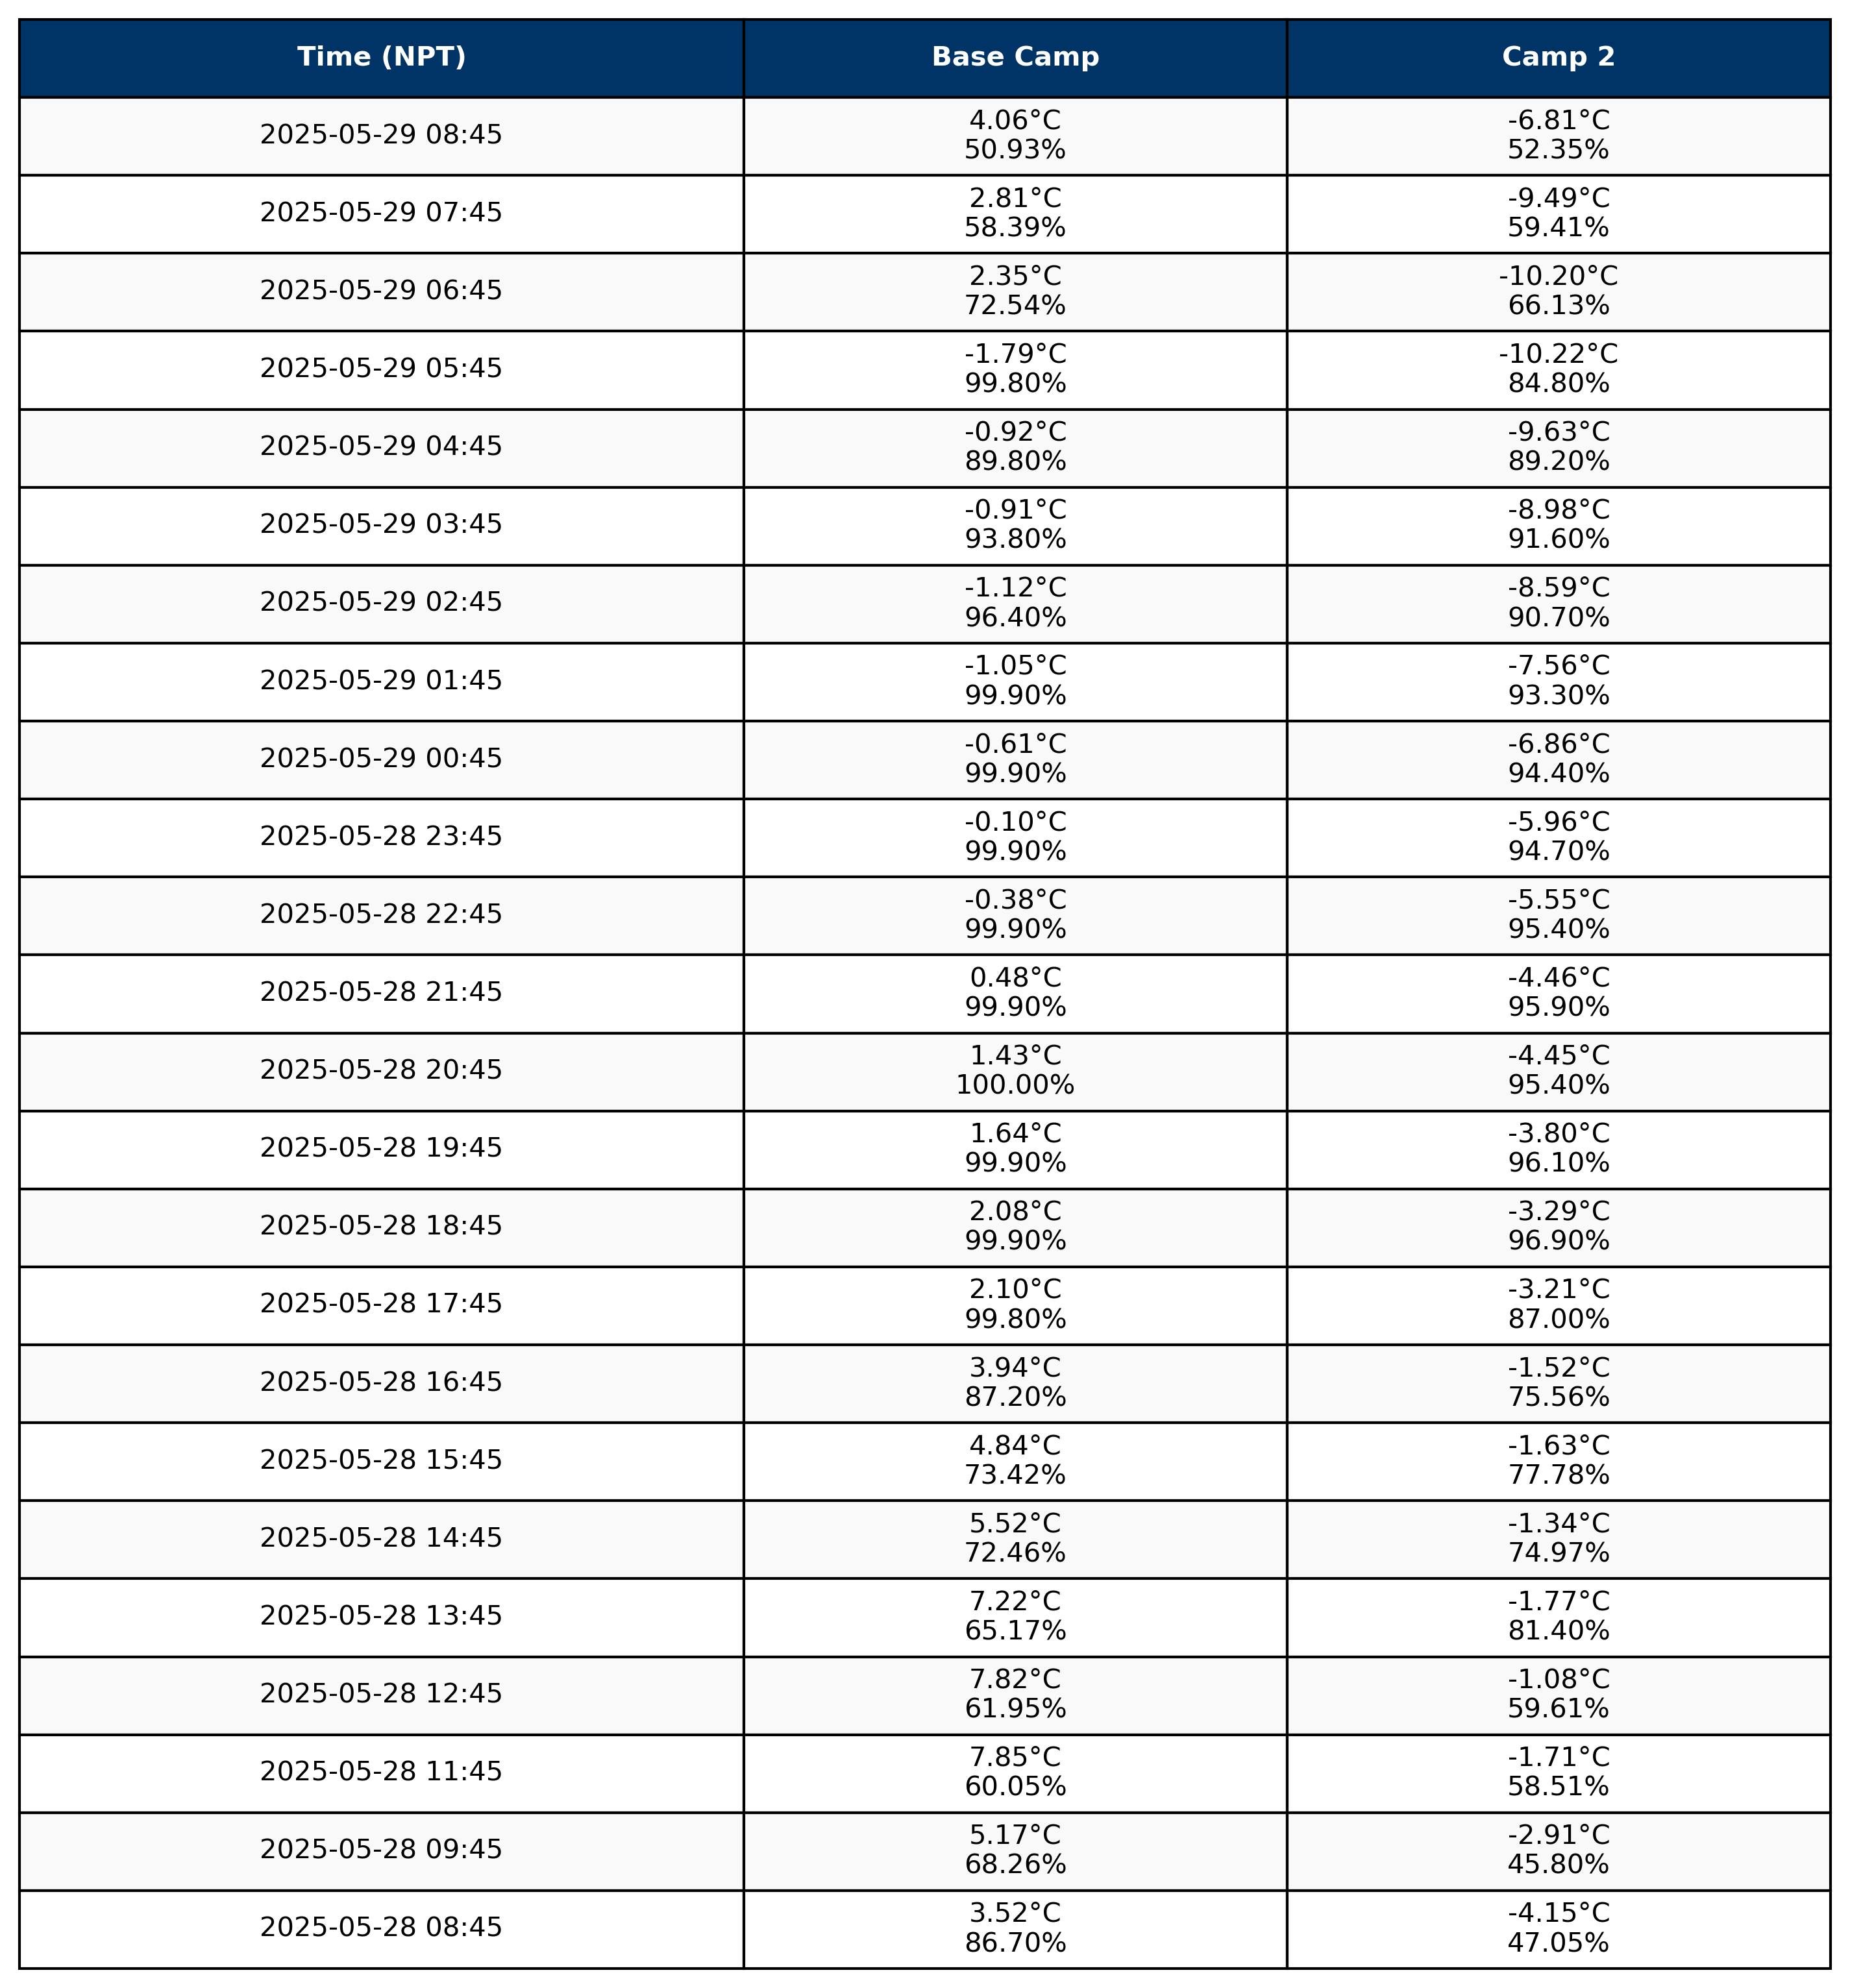 Time (NPT) Base Camp Camp 2
2025-05-29 08:45 4.06°C -6.81°C
50.93% 52.35%
2025-05-29 07:45 2.81°C -9.49°C
58.39% 59.41%
2025-05-29 06:45 2.35°C -10.20°C
72.54% 66.13%
2025-05-29 05:45 -1.79°C -10.22°C
99.80% 84.80%
2025-05-29 04:45 -0.92°C -9.63°C
89.80% 89.20%
2025-05-29 03:45 -0.91°C -8.98°C
93.80% 91.60%
2025-05-29 02:45 -1.12°C -8.59°C
96.40% 90.70%
2025-05-29 01:45 -1.05°C -7.56°C
99.90% 93.30%
2025-05-29 00:45 -0.61°C -6.86°C
99.90% 94.40%
2025-05-28 23:45 -0.10°C -5.96°C
99.90% 94.70%
2025-05-28 22:45 -0.38°C -5.55°C
99.90% 95.40%
2025-05-28 21:45 0.48°C -4.46°C
99.90% 95.90%
2025-05-28 20:45 1.43°C -4.45°C
100.00% 95.40%
2025-05-28 19:45 1.64°C -3.80°C
99.90% 96.10%
2025-05-28 18:45 2.08°C -3.29°C
99.90% 96.90%
2025-05-28 17:45 2.10°C -3.21°C
99.80% 87.00%
2025-05-28 16:45 3.94°C -1.52°C
87.20% 75.56%
2025-05-28 15:45 4.84°C -1.63°C
73.42% 77.78%
2025-05-28 14:45 5.52°C -1.34°C
72.46% 74.97%
2025-05-28 13:45 7.22°C -1.77°C
65.17% 81.40%
2025-05-28 12:45 7.82°C -1.08°C
61.95% 59.61%
2025-05-28 11:45 7.85°C -1.71°C
60.05% 58.51%
2025-05-28 09:45 5.17°C -2.91°C
68.26% 45.80%
2025-05-28 08:45 3.52°C -4.15°C
86.70% 47.05%